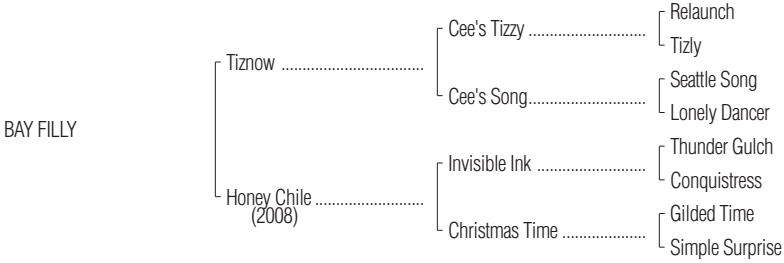 Relaunch
Cee's Tizzy ................................
Tizly
Tiznow .......................................
Seattle Song
Cee's Song................................
Lonely Dancer
BAY FILLY
Thunder Gulch
Invisible Ink ..............................
Conquistress
Honey Chile ..............................
(2008)
Gilded Time
Christmas Time .......................
Simple Surprise